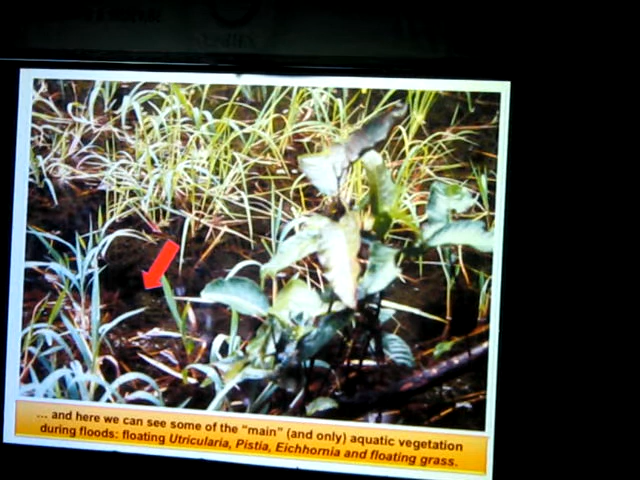 ... and here we can see some of the "main" (and only) aquatic vegetation
during floods: floating Utricularia, Pistia, Eichhornia and floating grass.